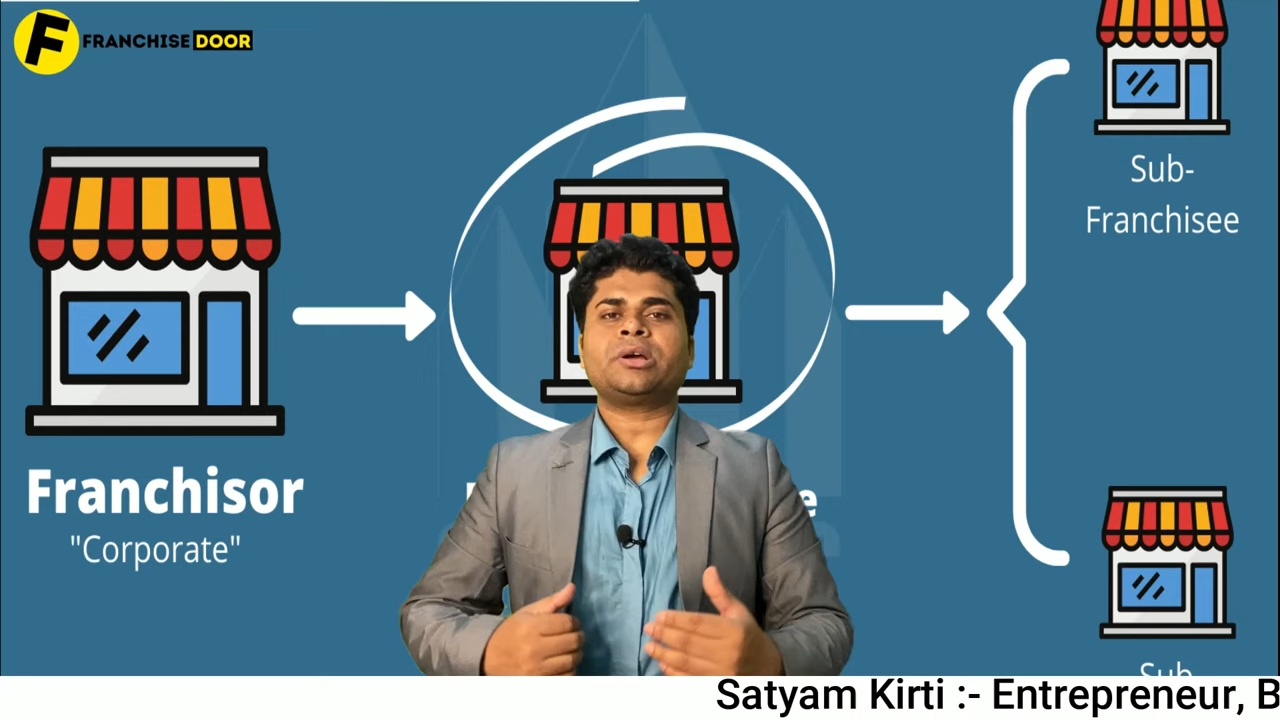 F FRANCHISE DOOR
Sub-
Franchisee
Franchisor
"Corporate"
Satyam Kirti :- Entrepreneur, B